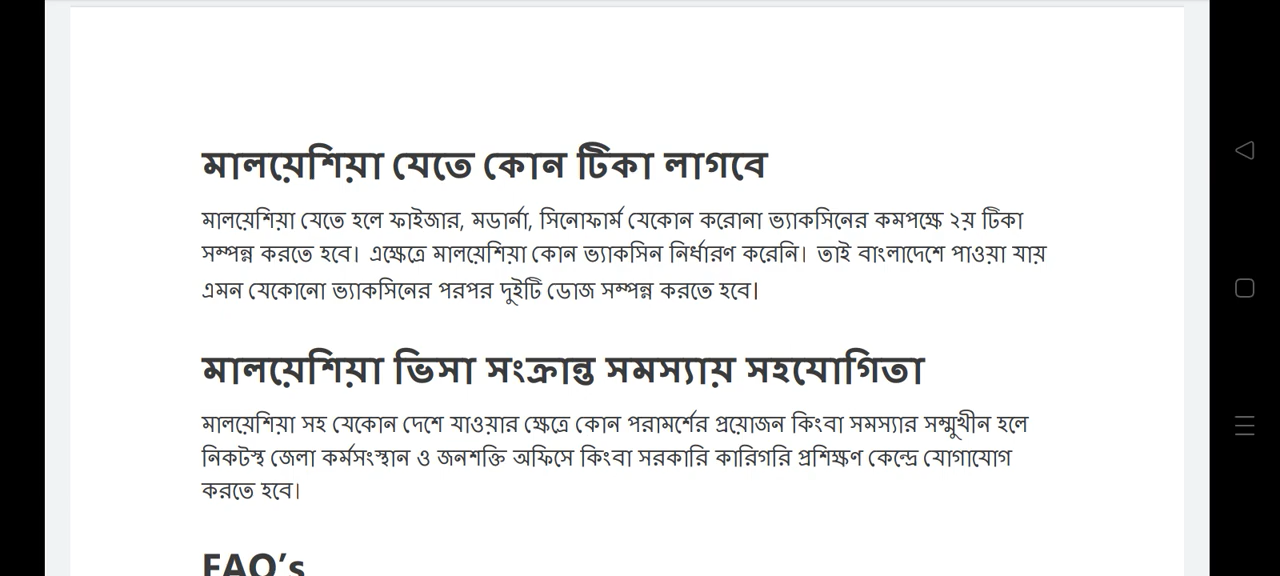 মালয়েশিয়া যেতে কোন টিকা লাগবে
মালয়েশিয়া যেতে হলে ফাইজার, মডার্না, সিনোফার্ম যেকোন করোনা ভ্যাকসিনের কমপক্ষে ২য় টিকা
সম্পন্ন করতে হবে। এক্ষেত্রে মালয়েশিয়া কোন ভ্যাকসিন নির্ধারণ করেনি। তাই বাংলাদেশে পাওয়া যায়
এমন যেকোনো ভ্যাকসিনের পরপর দুইটি ডোজ সম্পন্ন করতে হবে।
মালয়েশিয়া ভিসা সংক্রান্ত সমস্যায় সহযোগিতা
মালয়েশিয়া সহ যেকোন দেশে যাওয়ার ক্ষেত্রে কোন পরামর্শের প্রয়োজন কিংবা সমস্যার সম্মুখীন হলে
নিকটস্থ জেলা কর্মসংস্থান ও জনশক্তি অফিসে কিংবা সরকারি কারিগরি প্রশিক্ষণ কেন্দ্রে যোগাযোগ
করতে হবে।
FAQ’s